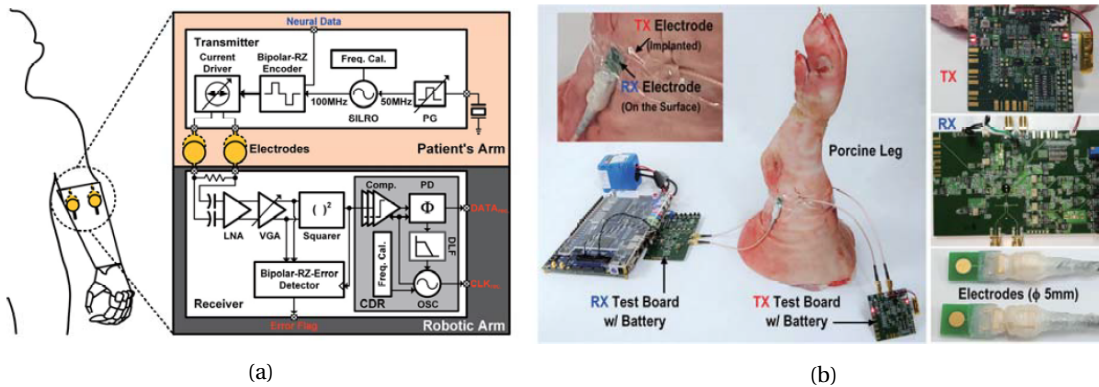 Neural Data
Transmitter
Current
Driver
Bipolar-RZ
Encoder
Freq. Cal.
100MHz
50MHz
SILRO
PG
Electrodes
Patient's Arm
Comp.
PD
( )²
Φ
LNA
VGA
Squarer
DLF
Freq. Cal.
Bipolar-RZ-Error
Detector
OSC
Receiver
CDR
Error Flag
Robotic Arm
(a)
TX Electrode
(Implanted)
RX Electrode
(On the Surface)
Porcine Leg
RX Test Board
w/ Battery
TX Test Board
w/ Battery
TX
RX
Electrodes (ϕ 5mm)
(b)